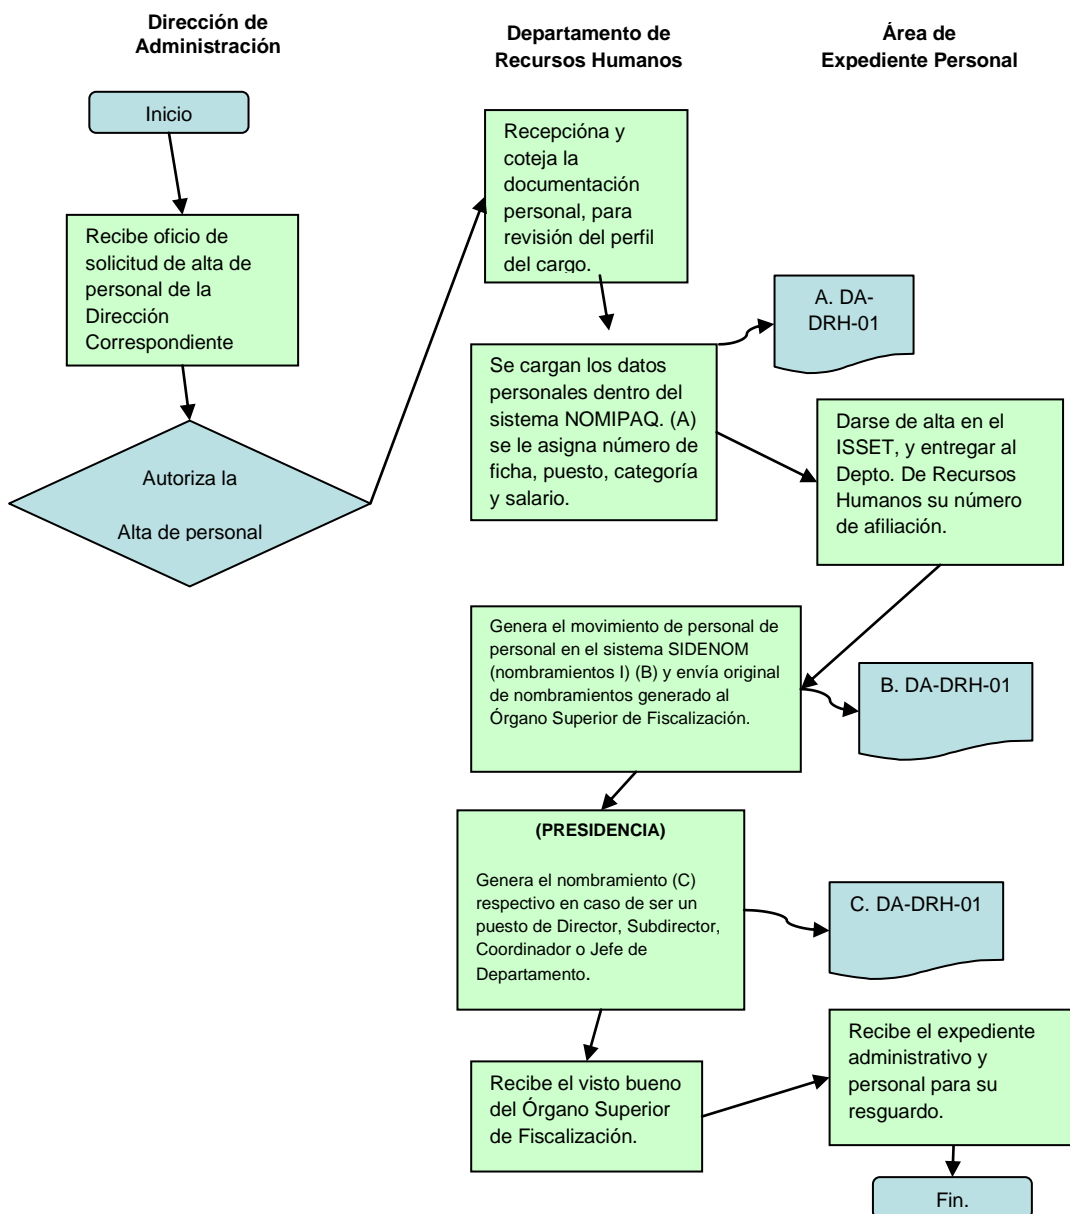 Dirección de
Administración
Departamento de
Recursos Humanos
Área de
Expediente Personal
Inicio
Recibe oficio de
solicitud de alta de
personal de la
Dirección
Correspondiente
Autoriza la
Alta de personal
Recepcióna y
coteja la
documentación
personal, para
revisión del perfil
del cargo.
A. DA-
DRH-01
Se cargan los datos
personales dentro del
sistema NOMIPAQ. (A)
se le asigna número de
ficha, puesto, categoría
y salario.
Darse de alta en el
ISSET, y entregar al
Depto. De Recursos
Humanos su número
de afiliación.
Genera el movimiento de personal de
personal en el sistema SIDENOM
(nombramientos I) (B) y envía original
de nombramientos generado al
Órgano Superior de Fiscalización.
B. DA-DRH-01
(PRESIDENCIA)
Genera el nombramiento (C)
respectivo en caso de ser un
puesto de Director, Subdirector,
Coordinador o Jefe de
Departamento.
C. DA-DRH-01
Recibe el visto bueno
del Órgano Superior
de Fiscalización.
Recibe el expediente
administrativo y
personal para su
resguardo.
Fin.